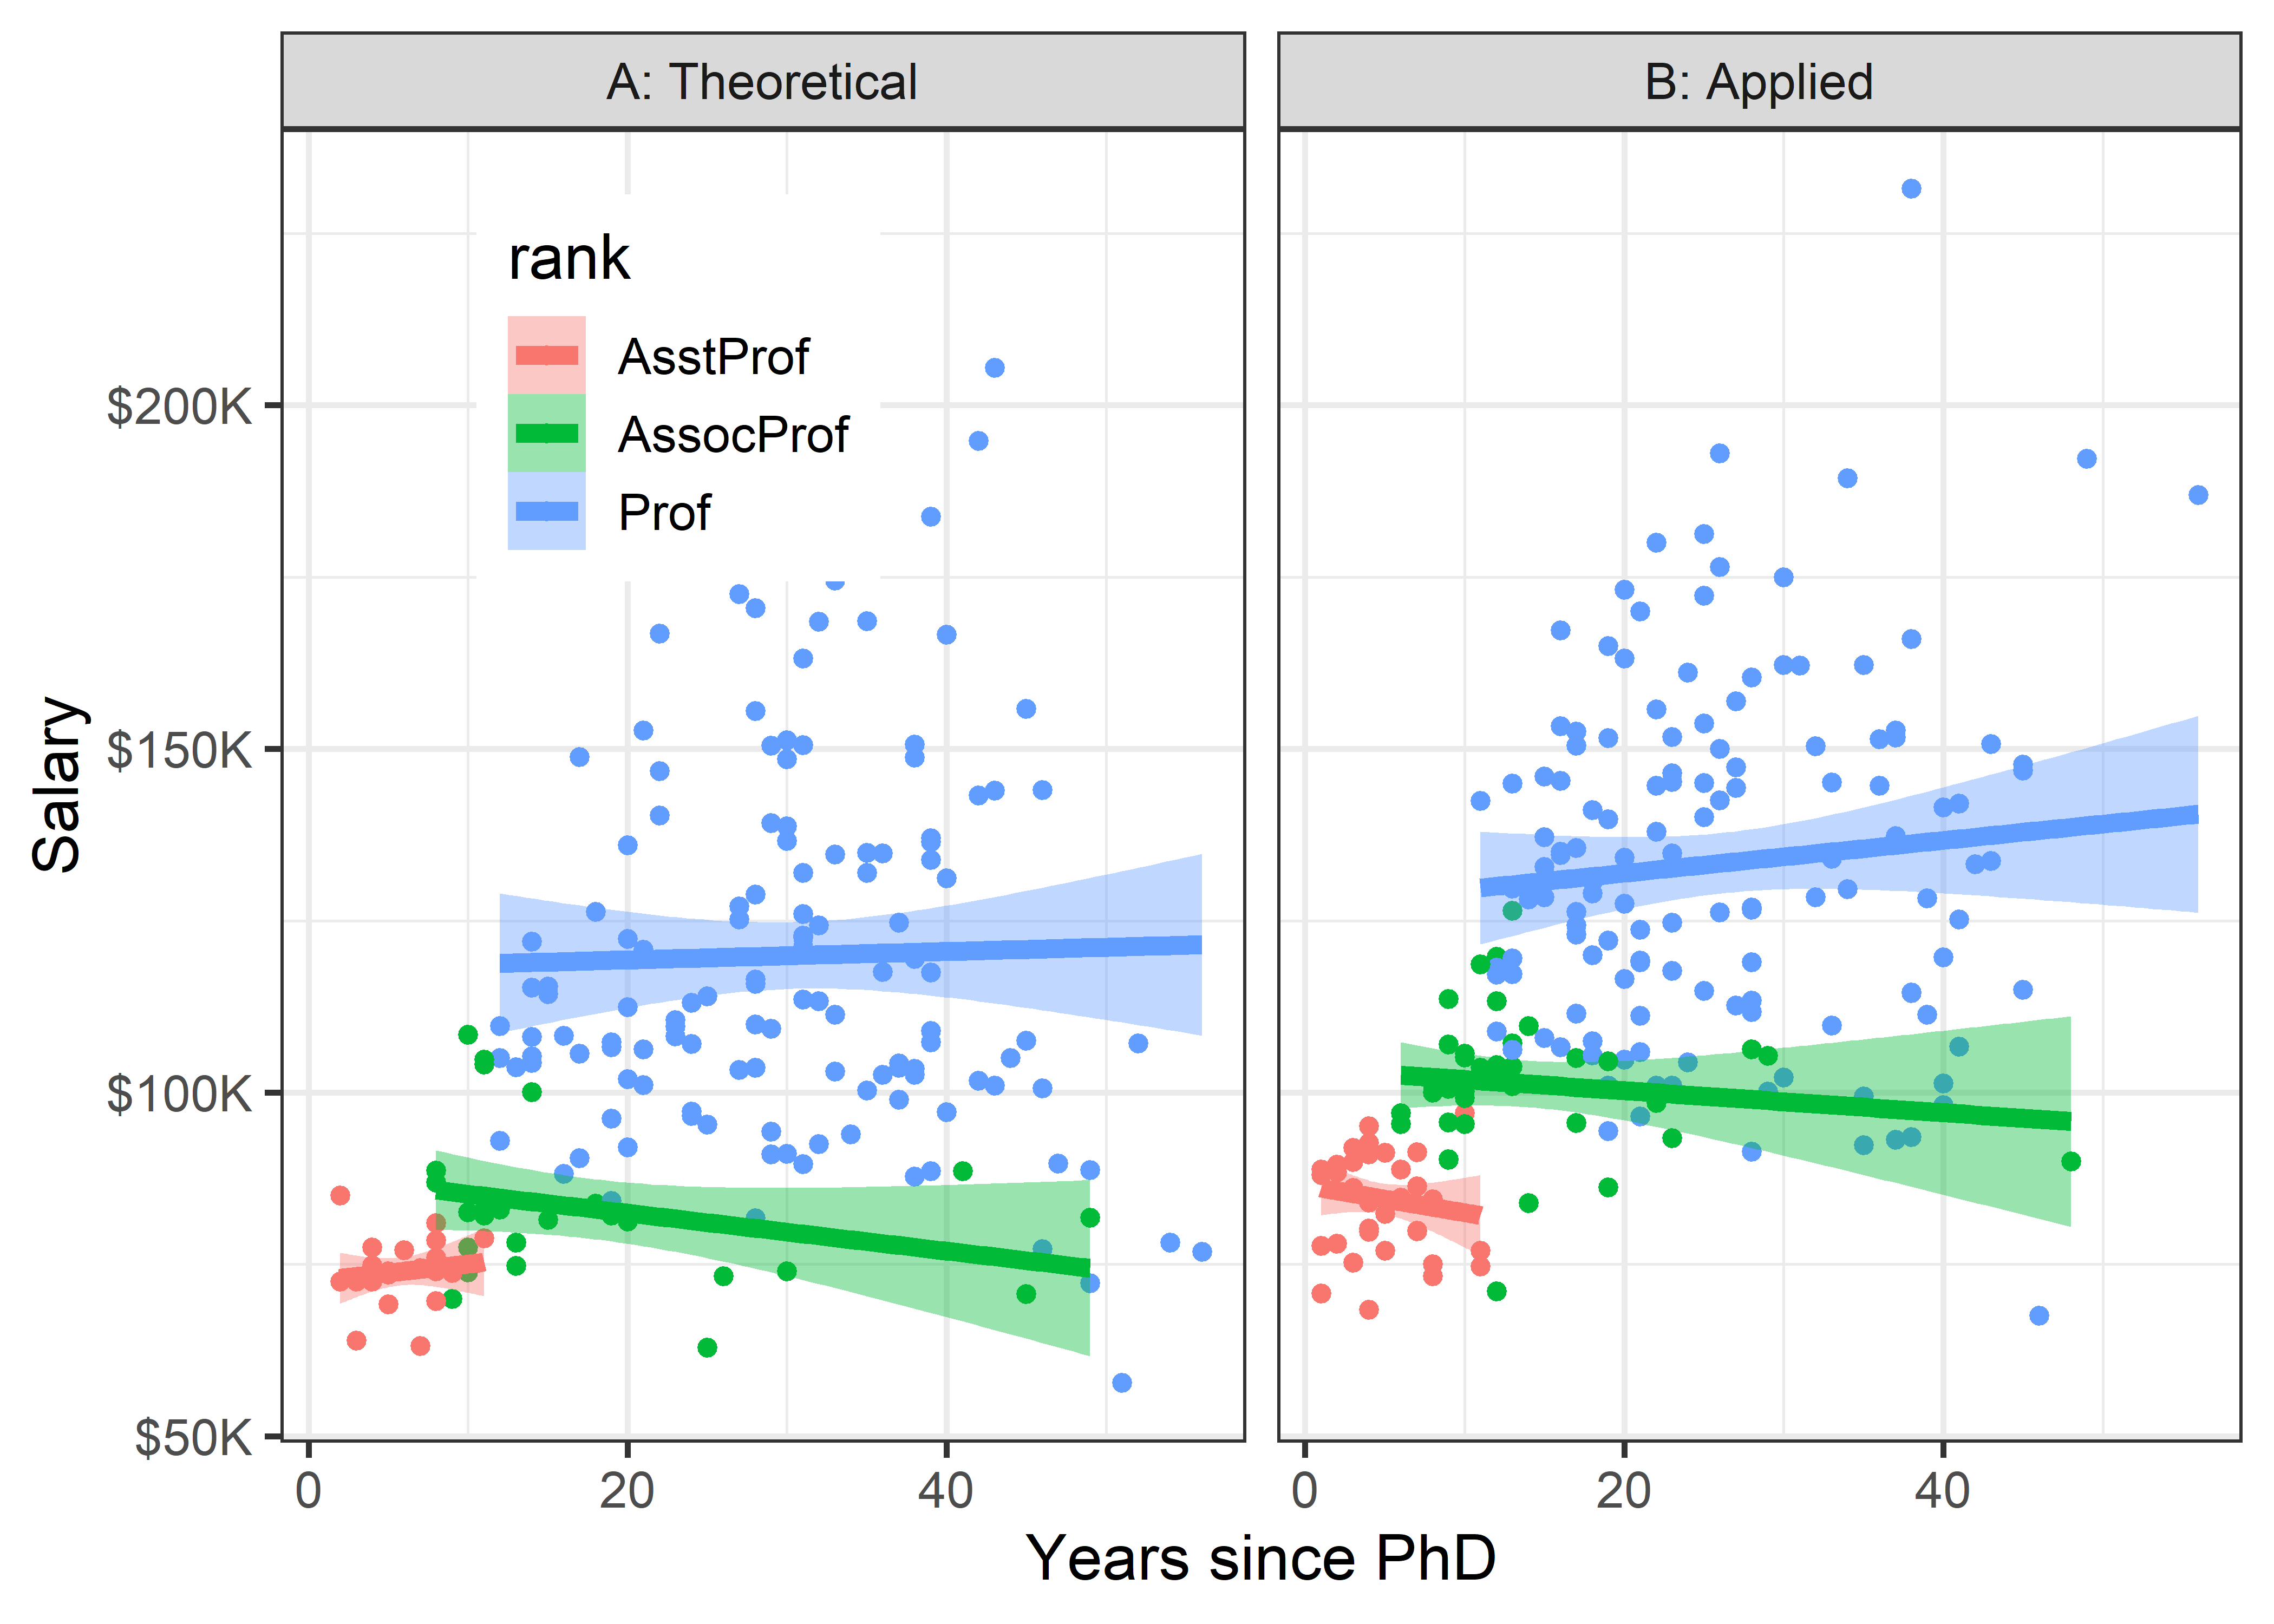 A: Theoretical
B: Applied
rank
AsstProf
AssocProf
Prof
Salary
$200K
$150K
$100K
$50K
0 20 40
0 20 40
Years since PhD